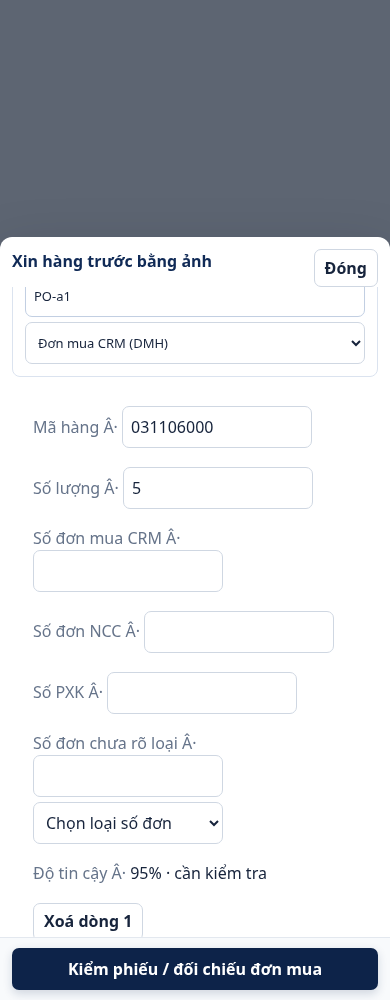 Xin hàng trước bằng ảnh
Đóng
PO-a1
Đơn mua CRM (DMH)
Mã hàng Â· 031106000
Số lượng Â· 5
Số đơn mua CRM Â·
Số đơn NCC Â·
Số PXK Â·
Số đơn chưa rõ loại Â·
Chọn loại số đơn
Độ tin cậy Â· 95% · cần kiểm tra
Xoá dòng 1
Kiểm phiếu / đối chiếu đơn mua